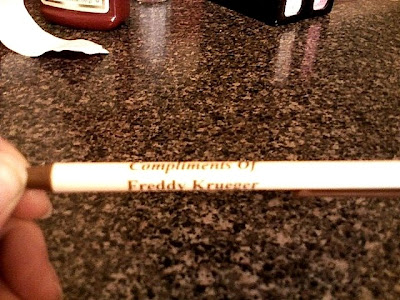 Compliments Of
Freddy Krueger